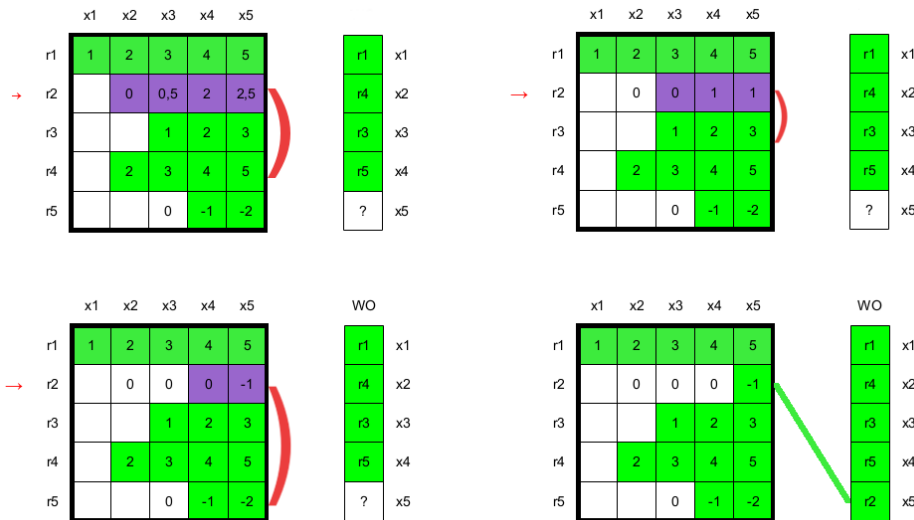 x1 x2 x3 x4 x5
r1 1 2 3 4 5 r1 x1
→ r2 0 0,5 2 2,5 r4 x2
r3 1 2 3 r3 x3
r4 2 3 4 5 r5 x4
r5 0 -1 -2 ? x5
x1 x2 x3 x4 x5
r1 1 2 3 4 5 r1 x1
→ r2 0 0 1 1 r4 x2
r3 1 2 3 r3 x3
r4 2 3 4 5 r5 x4
r5 0 -1 -2 ? x5
x1 x2 x3 x4 x5 WO
r1 1 2 3 4 5 r1 x1
→ r2 0 0 0 -1 r4 x2
r3 1 2 3 r3 x3
r4 2 3 4 5 r5 x4
r5 0 -1 -2 ? x5
x1 x2 x3 x4 x5 WO
r1 1 2 3 4 5 r1 x1
r2 0 0 0 -1 r4 x2
r3 1 2 3 r3 x3
r4 2 3 4 5 r5 x4
r5 0 -1 -2 r2 x5